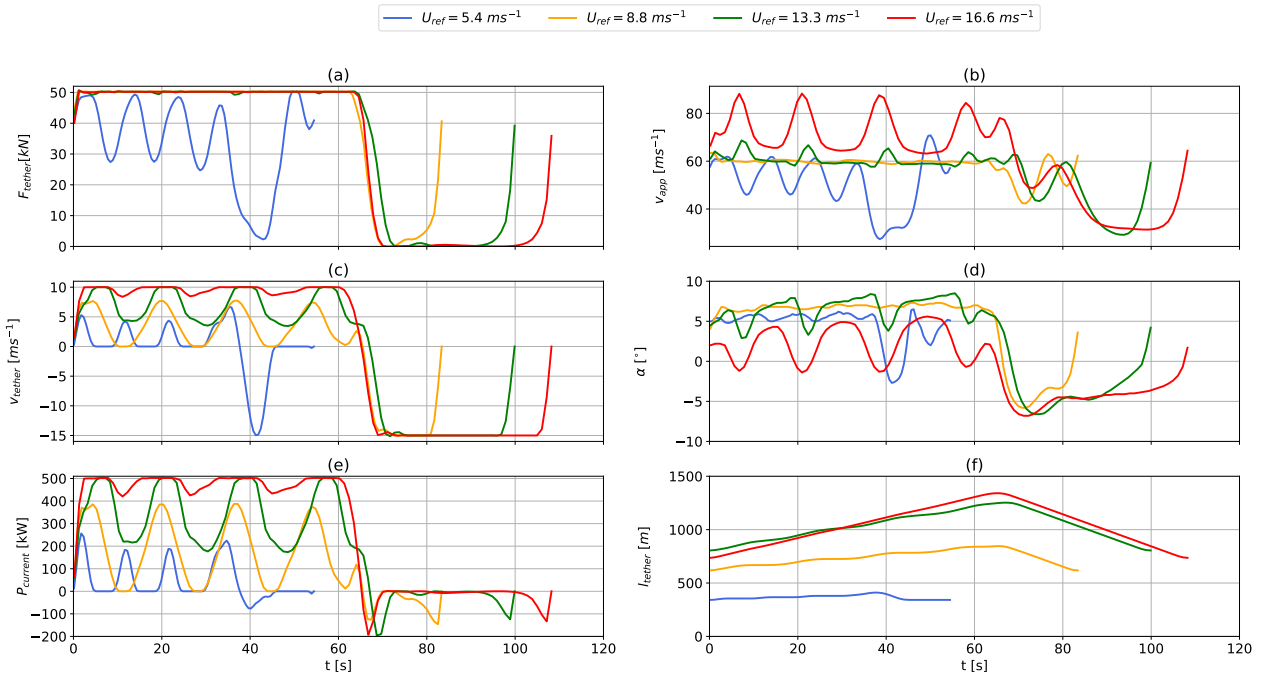 U_ref = 5.4 ms⁻¹ U_ref = 8.8 ms⁻¹ U_ref = 13.3 ms⁻¹ U_ref = 16.6 ms⁻¹
(a)
F_tether [kN]
50
40
30
20
10
0
(b)
v_app [ms⁻¹]
80
60
40
(c)
v_tether [ms⁻¹]
10
5
0
−5
−10
−15
(d)
α [°]
10
5
0
−5
−10
(e)
P_current [kW]
500
400
300
200
100
0
−100
−200
0 20 40 60 80 100 120
t [s]
(f)
l_tether [m]
1500
1000
500
0
0 20 40 60 80 100 120
t [s]